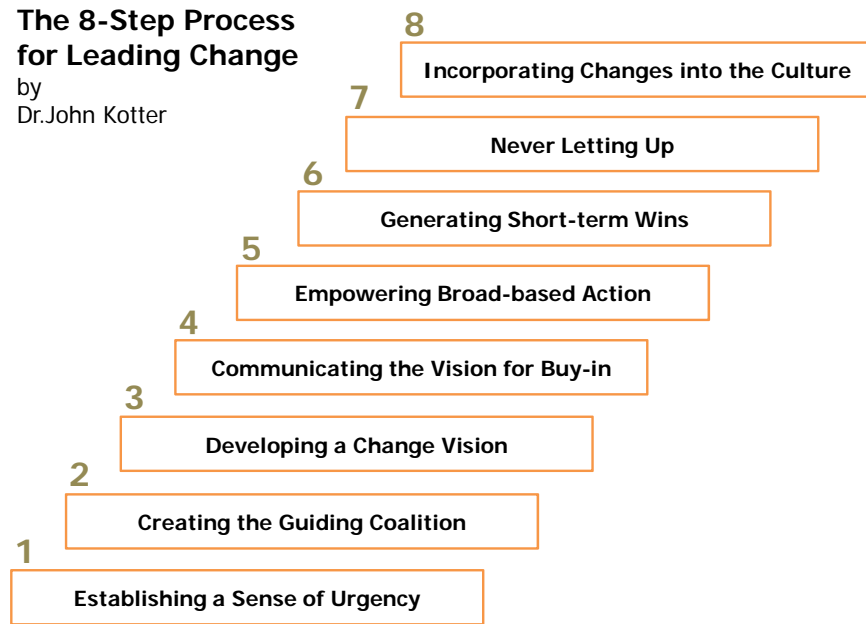 The 8-Step Process
for Leading Change
by
Dr.John Kotter
8
Incorporating Changes into the Culture
7
Never Letting Up
6
Generating Short-term Wins
5
Empowering Broad-based Action
4
Communicating the Vision for Buy-in
3
Developing a Change Vision
2
Creating the Guiding Coalition
1
Establishing a Sense of Urgency